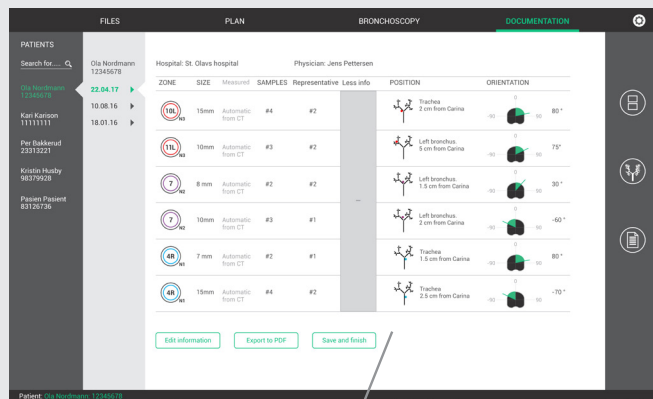 FILES PLAN BRONCHOSCOPY DOCUMENTATION
PATIENTS
Search for.....
Ola Nordmann
12345678
Kari Karison
11111111
Per Bakkerud
23313221
Kristin Husby
98379928
Pasien Pasient
83126736
Ola Nordmann
12345678
22.04.17
10.08.16
18.01.16
Hospital: St. Olavs hospital Physician: Jens Pettersen
ZONE SIZE Measured SAMPLES Representative Less info POSITION ORIENTATION
10L N3 15mm Automatic from CT #4 #2 Trachea 2 cm from Carina -90 0 90 80 °
11L N3 10mm Automatic from CT #3 #2 Left bronchus. 5 cm from Carina -90 0 90 75°
7 N2 8 mm Automatic from CT #2 #2 Left bronchus. 1.5 cm from Carina -90 0 90 30 °
7 N2 10mm Automatic from CT #3 #1 Left bronchus. 2 cm from Carina -90 0 90 -60 °
4R N1 7 mm Automatic from CT #2 #1 Trachea 1.5 cm from Carina -90 0 90 80 °
4R N1 15mm Automatic from CT #4 #2 Trachea 2.5 cm from Carina -90 0 90 -70 °
Edit information Export to PDF Save and finish
Patient: Ola Nordmann: 12345678